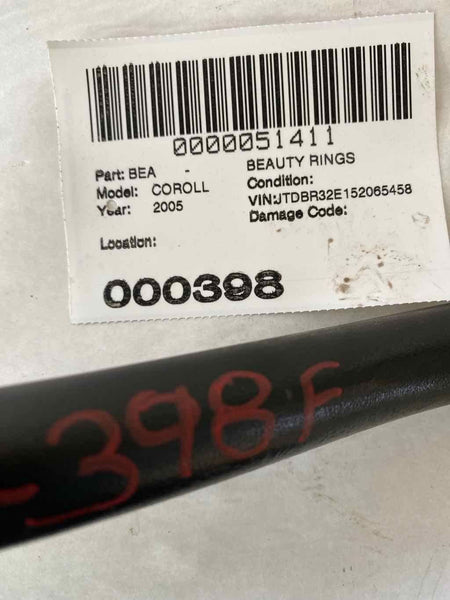 0000051411
Part: BEA - BEAUTY RINGS
Model: COROLL Condition:
Year: 2005 VIN:JTDBR32E152065458
Damage Code:
Location:
000398
-398F